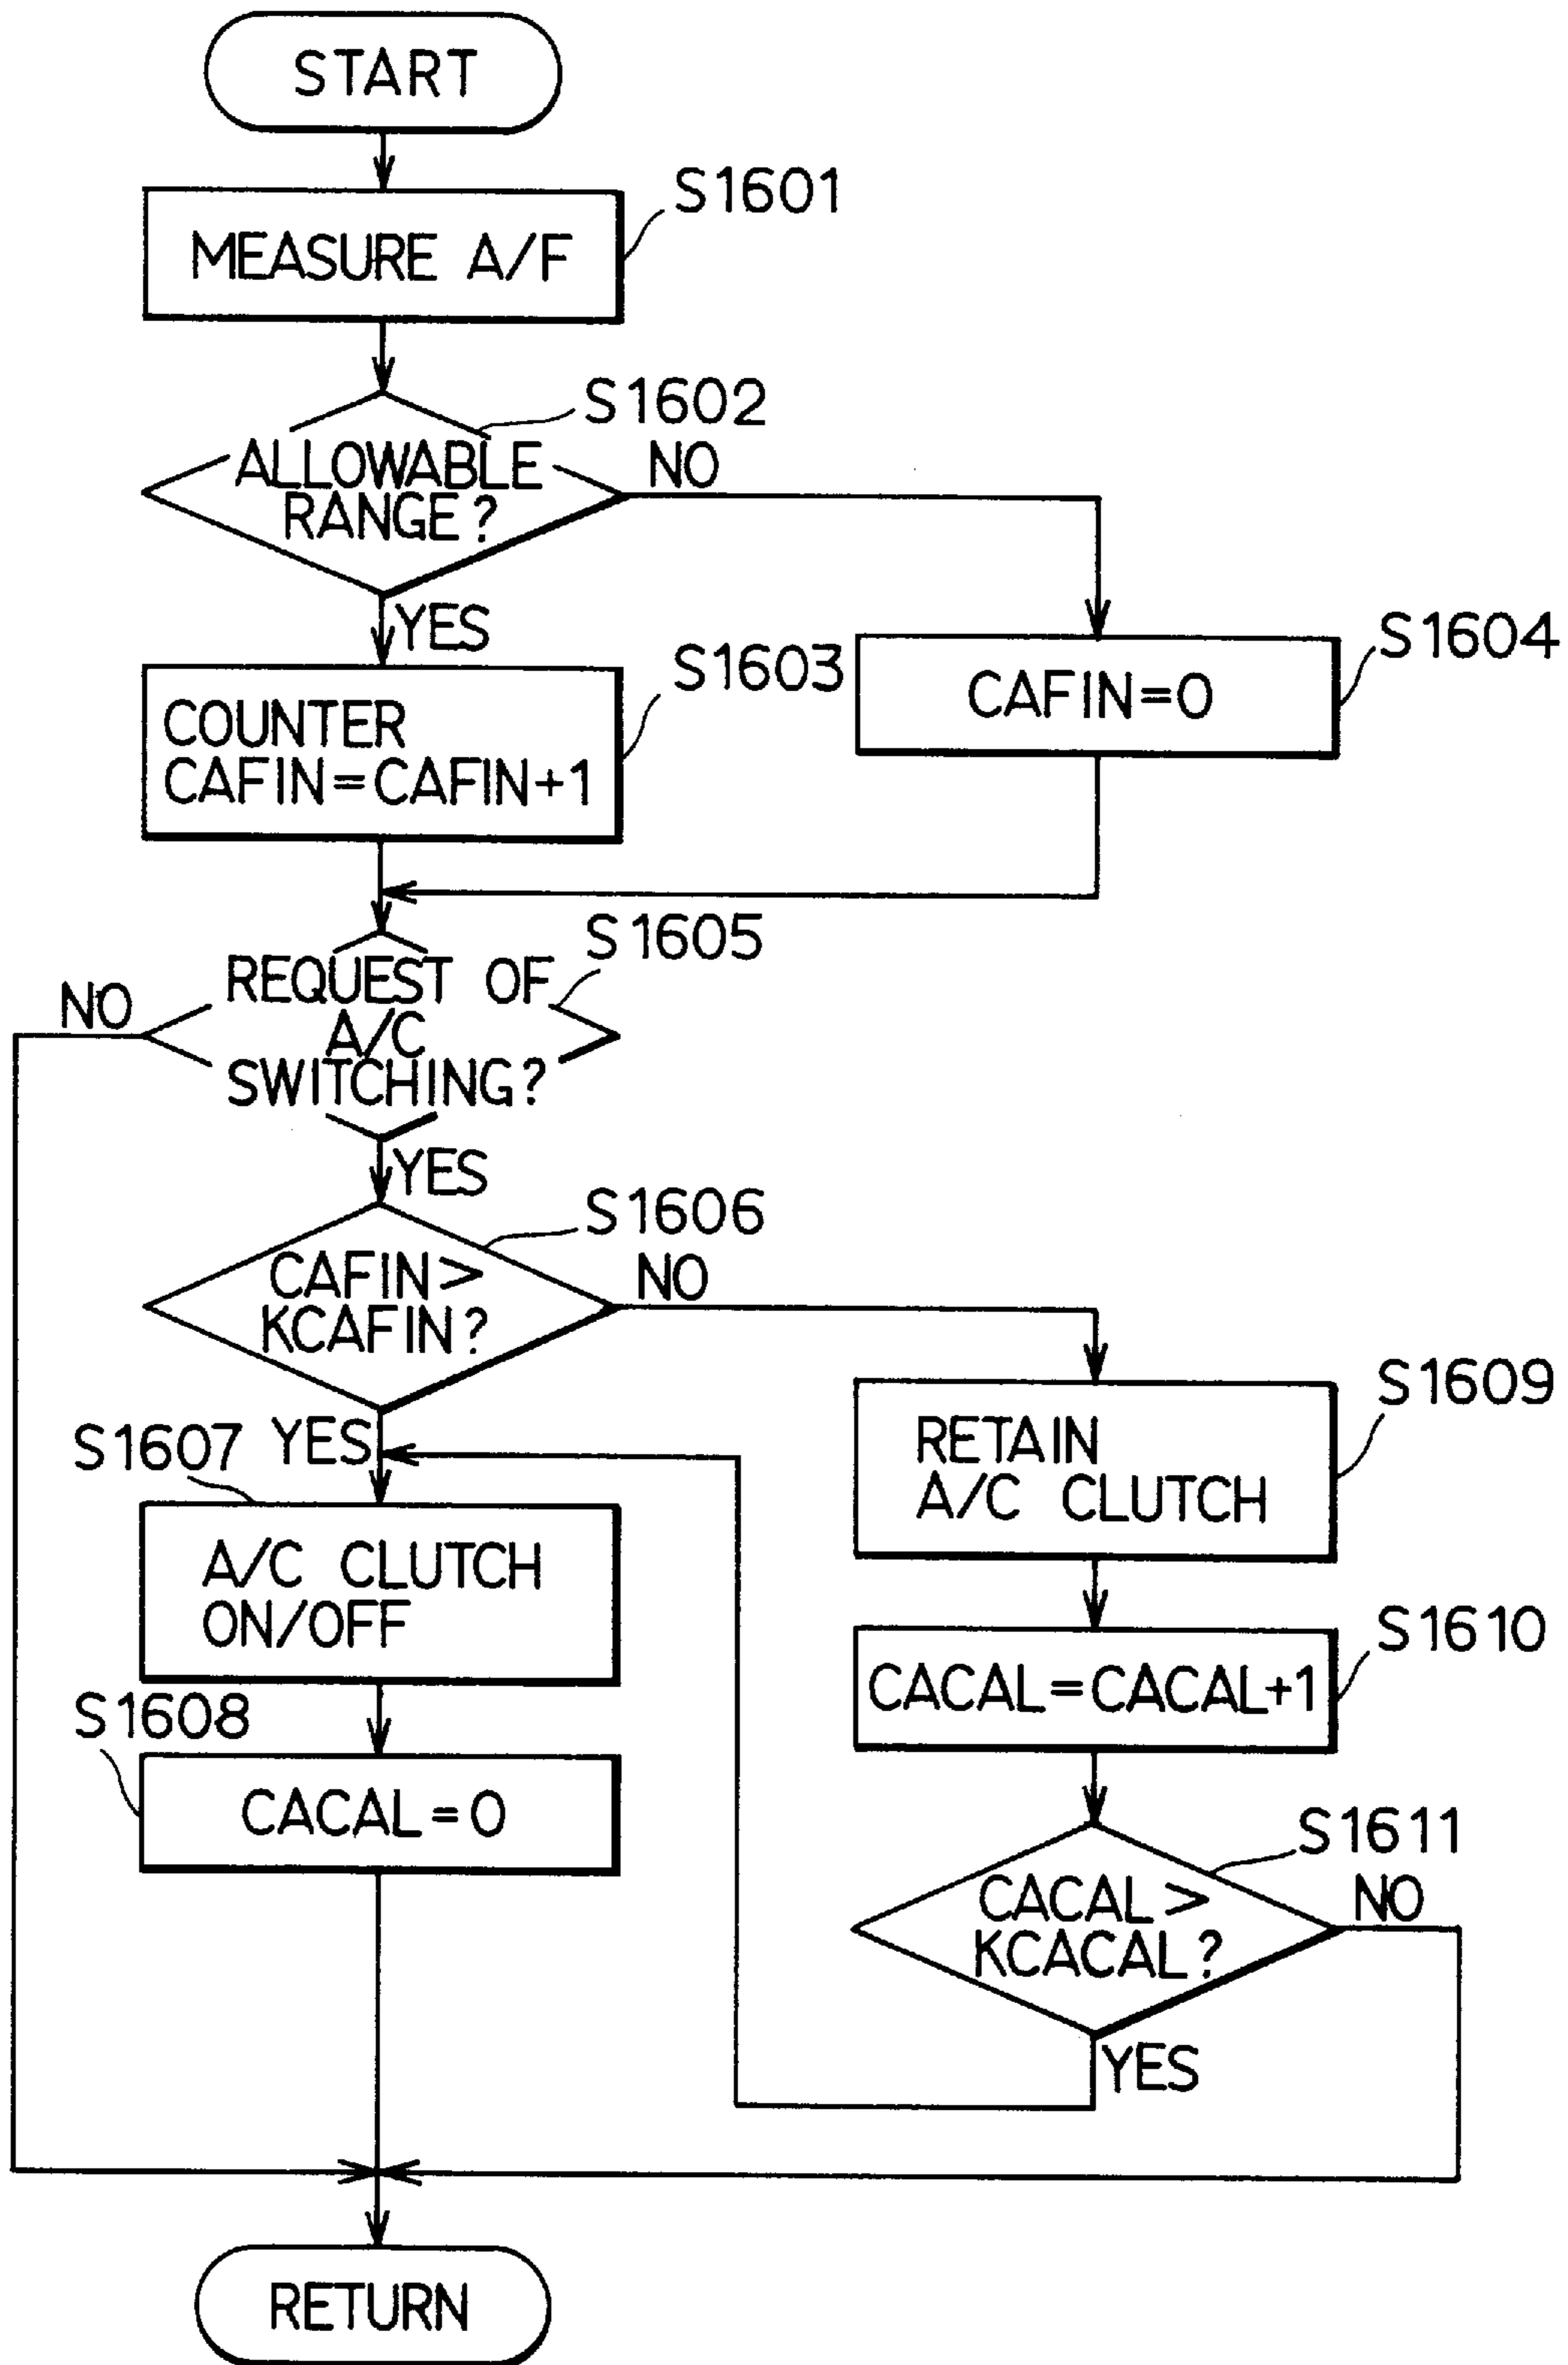 START
S1601
MEASURE A/F
S1602
ALLOWABLE
RANGE?
NO
YES
S1603
COUNTER
CAFIN=CAFIN+1
S1604
CAFIN=0
S1605
REQUEST OF
A/C
SWITCHING?
NO
YES
S1606
CAFIN>
KCAFIN?
NO
YES
S1607
A/C CLUTCH
ON/OFF
S1608
CACAL=0
S1609
RETAIN
A/C CLUTCH
S1610
CACAL=CACAL+1
S1611
CACAL>
KCACAL?
NO
YES
RETURN